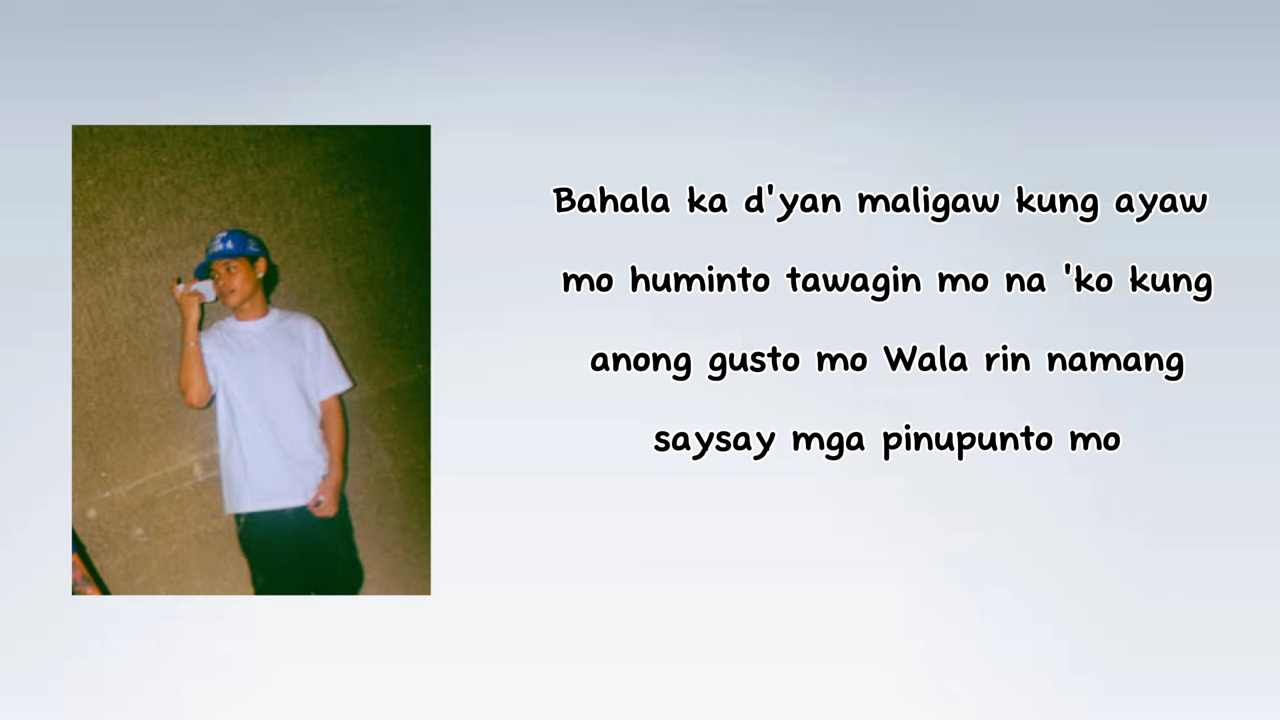 Bahala ka d'yan maligaw kung ayaw
mo huminto tawagin mo na 'ko kung
anong gusto mo Wala rin namang
saysay mga pinupunto mo